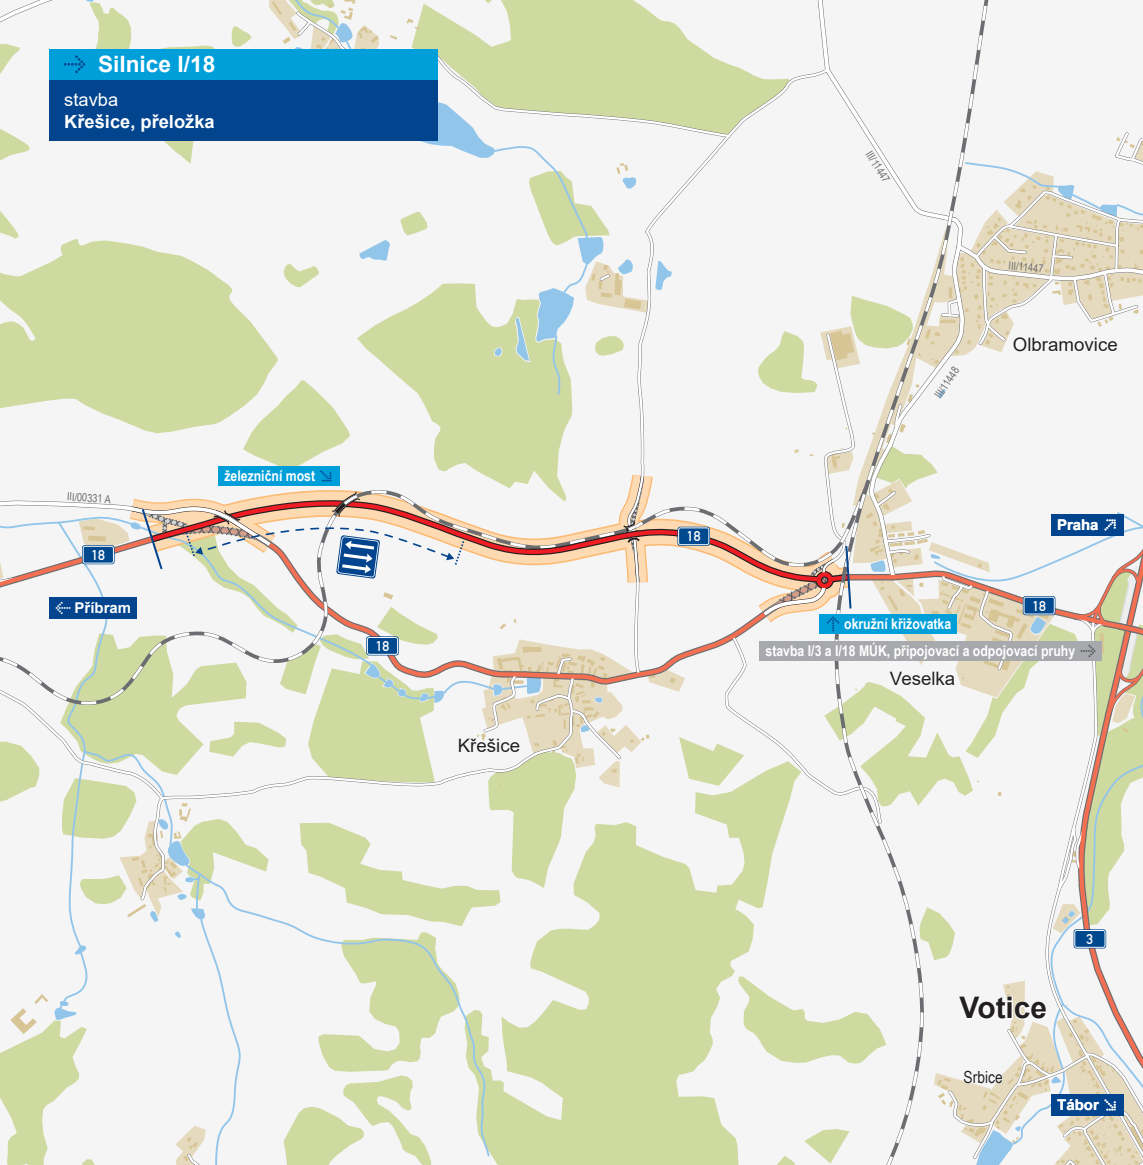 Silnice I/18
stavba
Křešice, přeložka
III/11447
III/11447
Olbramovice
III/11448
železniční most
III/00331 A
18
18
Praha
18
Příbram
18
okružní křižovatka
stavba I/3 a I/18 MÚK, připojovací a odpojovací pruhy
18
Veselka
Křešice
3
Votice
Srbice
Tábor